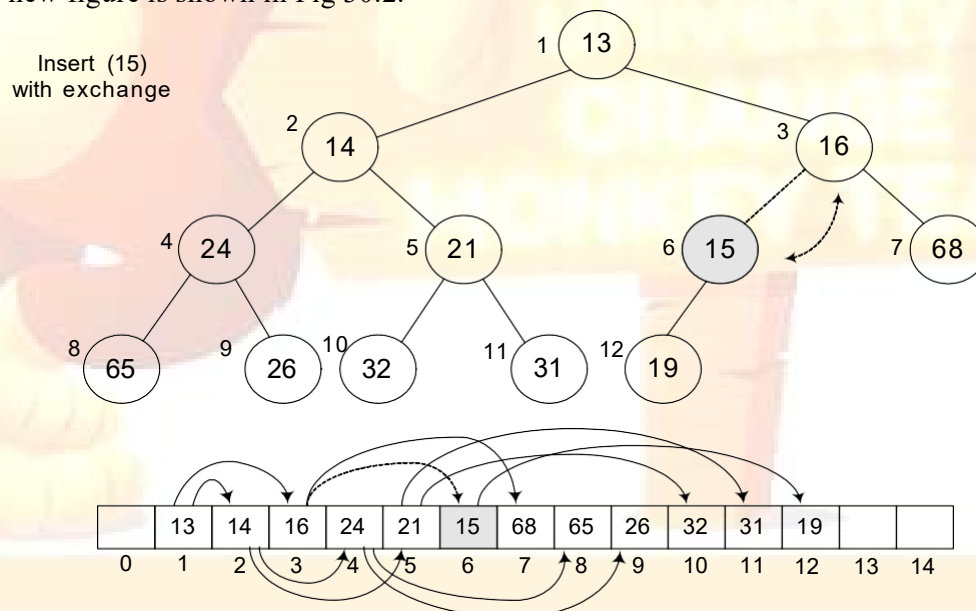 new figure is shown in Fig 30.2.
Insert (15)
with exchange
1 13
2 14
3 16
4 24
5 21
6 15
7 68
8 65
9 26
10 32
11 31
12 19
13 14 16 24 21 15 68 65 26 32 31 19
0 1 2 3 4 5 6 7 8 9 10 11 12 13 14